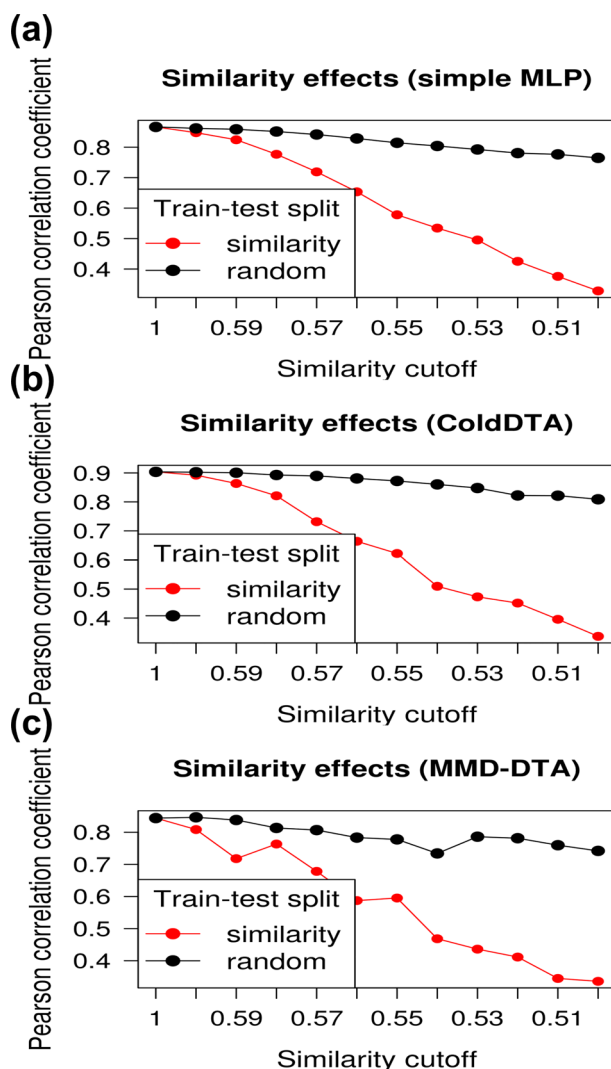 (a)
Similarity effects (simple MLP)
Pearson correlation coefficient
0.8
0.7
0.6
0.5
0.4
Train-test split
similarity
random
1 0.59 0.57 0.55 0.53 0.51
Similarity cutoff
(b)
Similarity effects (ColdDTA)
Pearson correlation coefficient
0.9
0.8
0.7
0.6
0.5
0.4
Train-test split
similarity
random
1 0.59 0.57 0.55 0.53 0.51
Similarity cutoff
(c)
Similarity effects (MMD-DTA)
Pearson correlation coefficient
0.8
0.7
0.6
0.5
0.4
Train-test split
similarity
random
1 0.59 0.57 0.55 0.53 0.51
Similarity cutoff